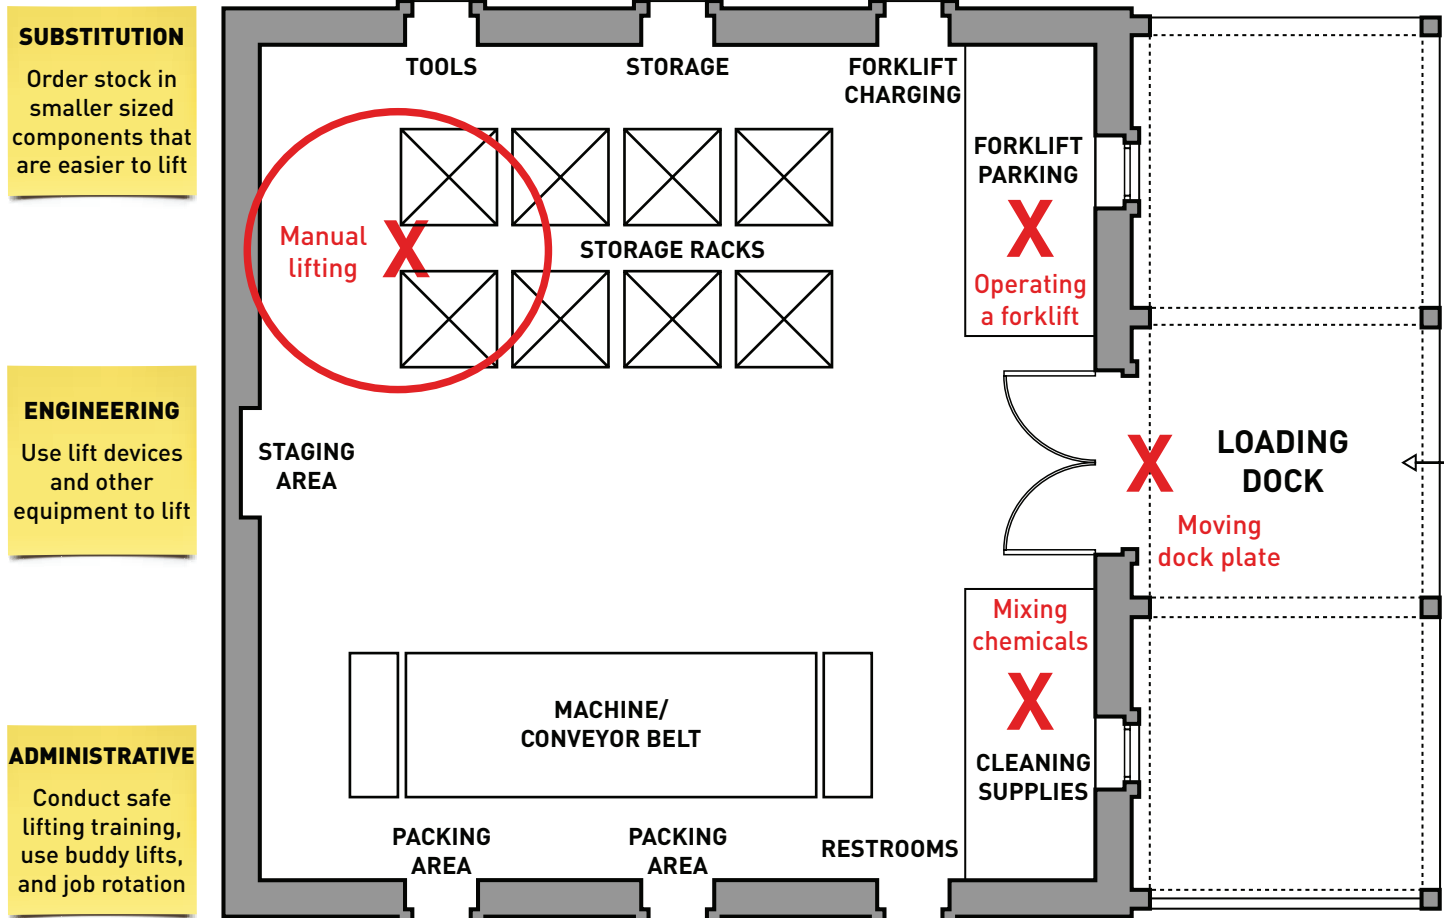 SUBSTITUTION
Order stock in
smaller sized
components that
are easier to lift
ENGINEERING
Use lift devices
and other
equipment to lift
ADMINISTRATIVE
Conduct safe
lifting training,
use buddy lifts,
and job rotation
TOOLS
STORAGE
FORKLIFT
CHARGING
FORKLIFT
PARKING
X
Operating
a forklift
Manual
lifting
X
STORAGE RACKS
STAGING
AREA
X
LOADING
DOCK
Moving
dock plate
Mixing
chemicals
X
CLEANING
SUPPLIES
MACHINE/
CONVEYOR BELT
PACKING
AREA
PACKING
AREA
RESTROOMS